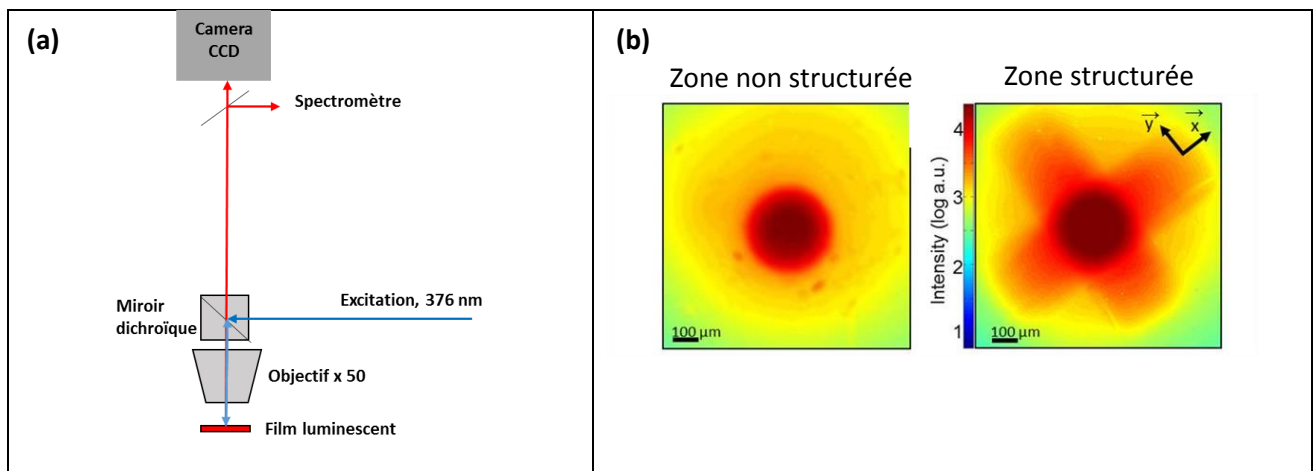 (a)
Camera
CCD
Spectromètre
Miroir
dichroïque
Excitation, 376 nm
Objectif x 50
Film luminescent
(b)
Zone non structurée
Zone structurée
100 µm
Intensity (log a.u.)
4
3
2
1
y
x
100 µm